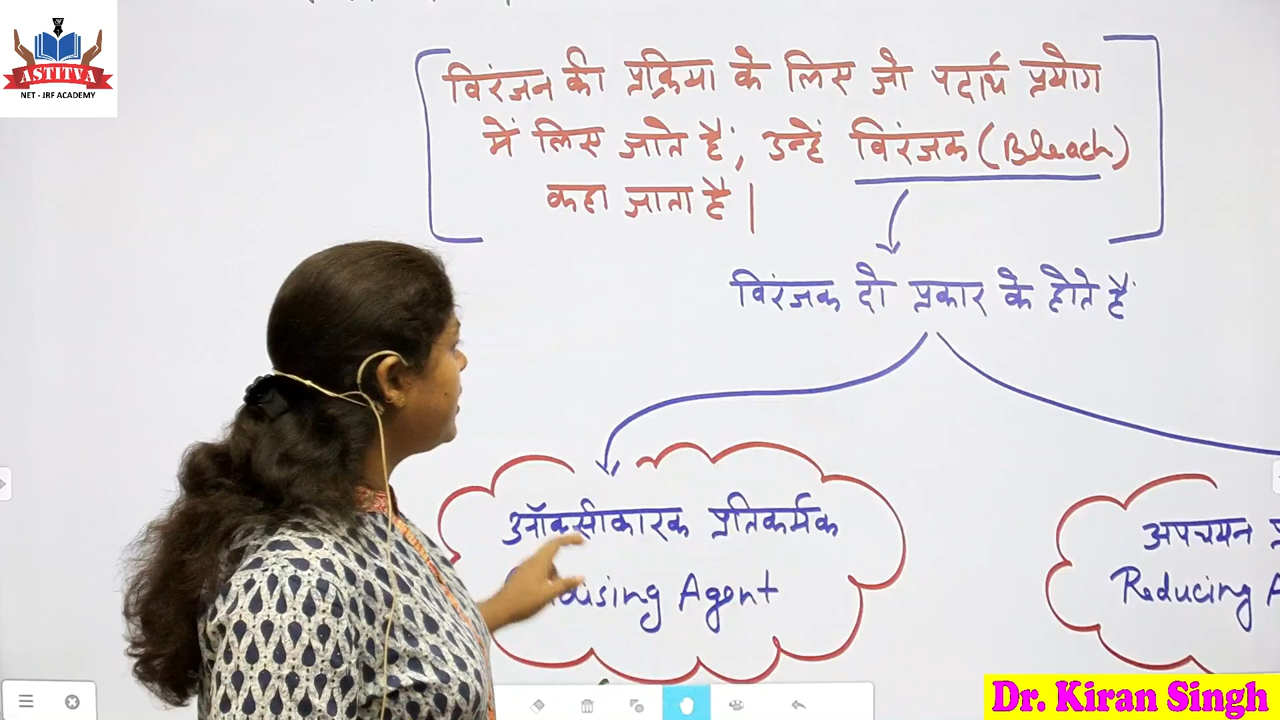 ASTITVA
NET - JRF ACADEMY
विरंजन की प्रक्रिया के लिए जो पदार्थ प्रयोग
में लिए जाते हैं, उन्हें विरंजक (Bleach)
कहा जाता है।
विरंजक दो प्रकार के होते हैं
ऑक्सीकारक प्रतिकर्मक
Agent
अपचयन
Reducing
Dr. Kiran Singh